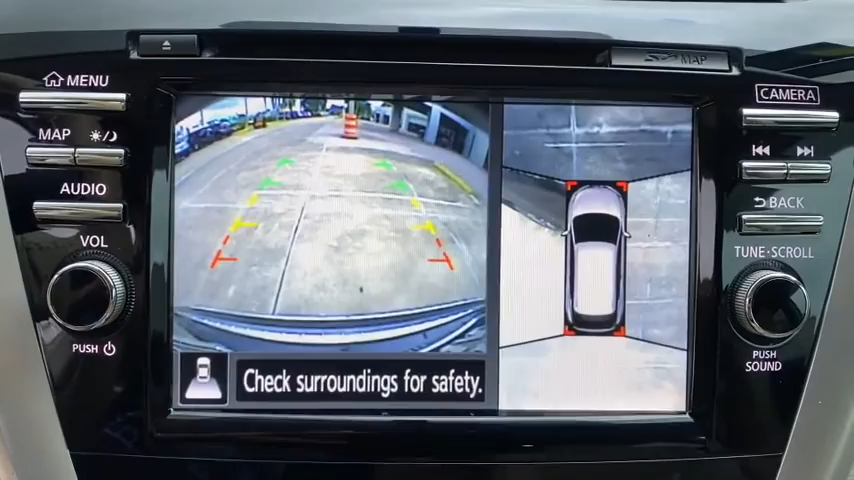 MAP
MENU
CAMERA
MAP
AUDIO
BACK
VOL
TUNE·SCROLL
PUSH
PUSH
SOUND
Check surroundings for safety.